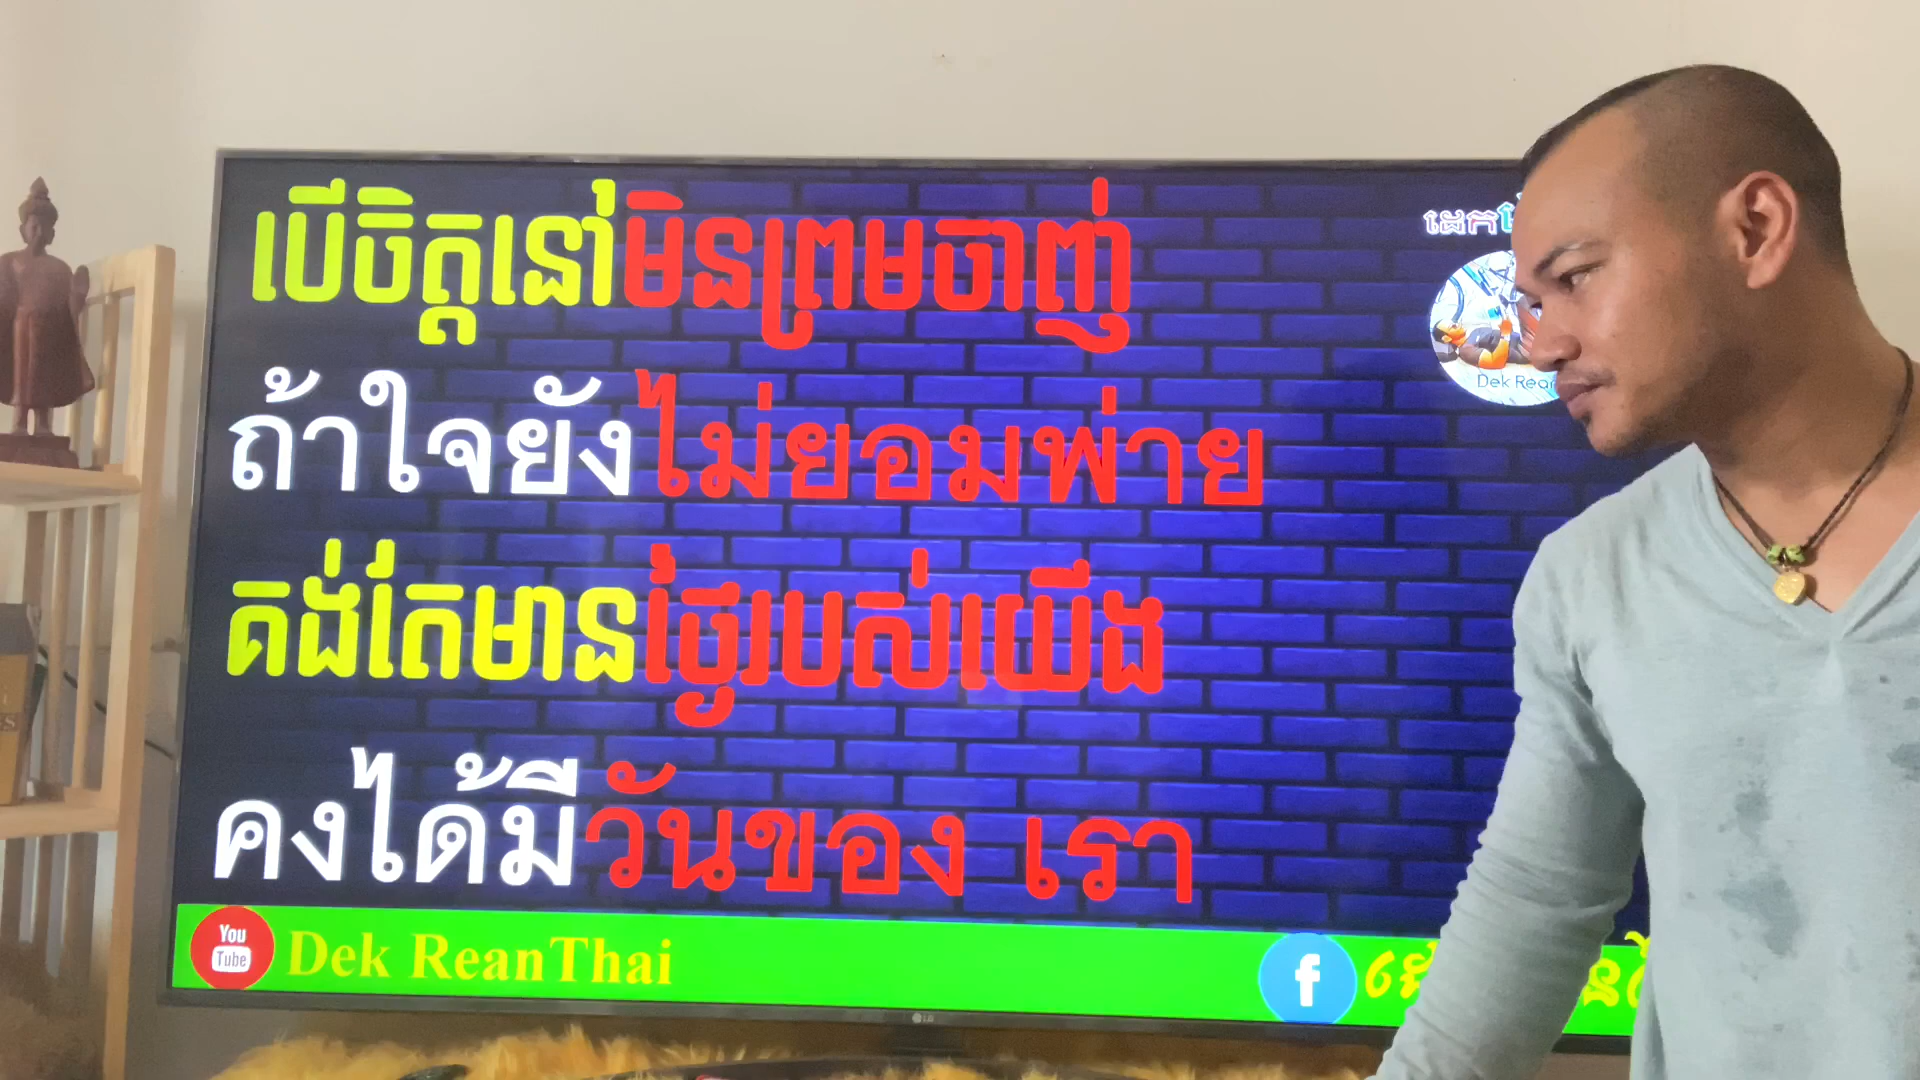 បើចិត្តនៅមិនព្រមចាញ់
ถ้าใจยังไม่ยอมพ่าย
គង់តែមានថ្ងៃរបស់យើង
คงได้มีวันของ เรา
ដេក
Dek Rean
You Tube Dek ReanThai
LG